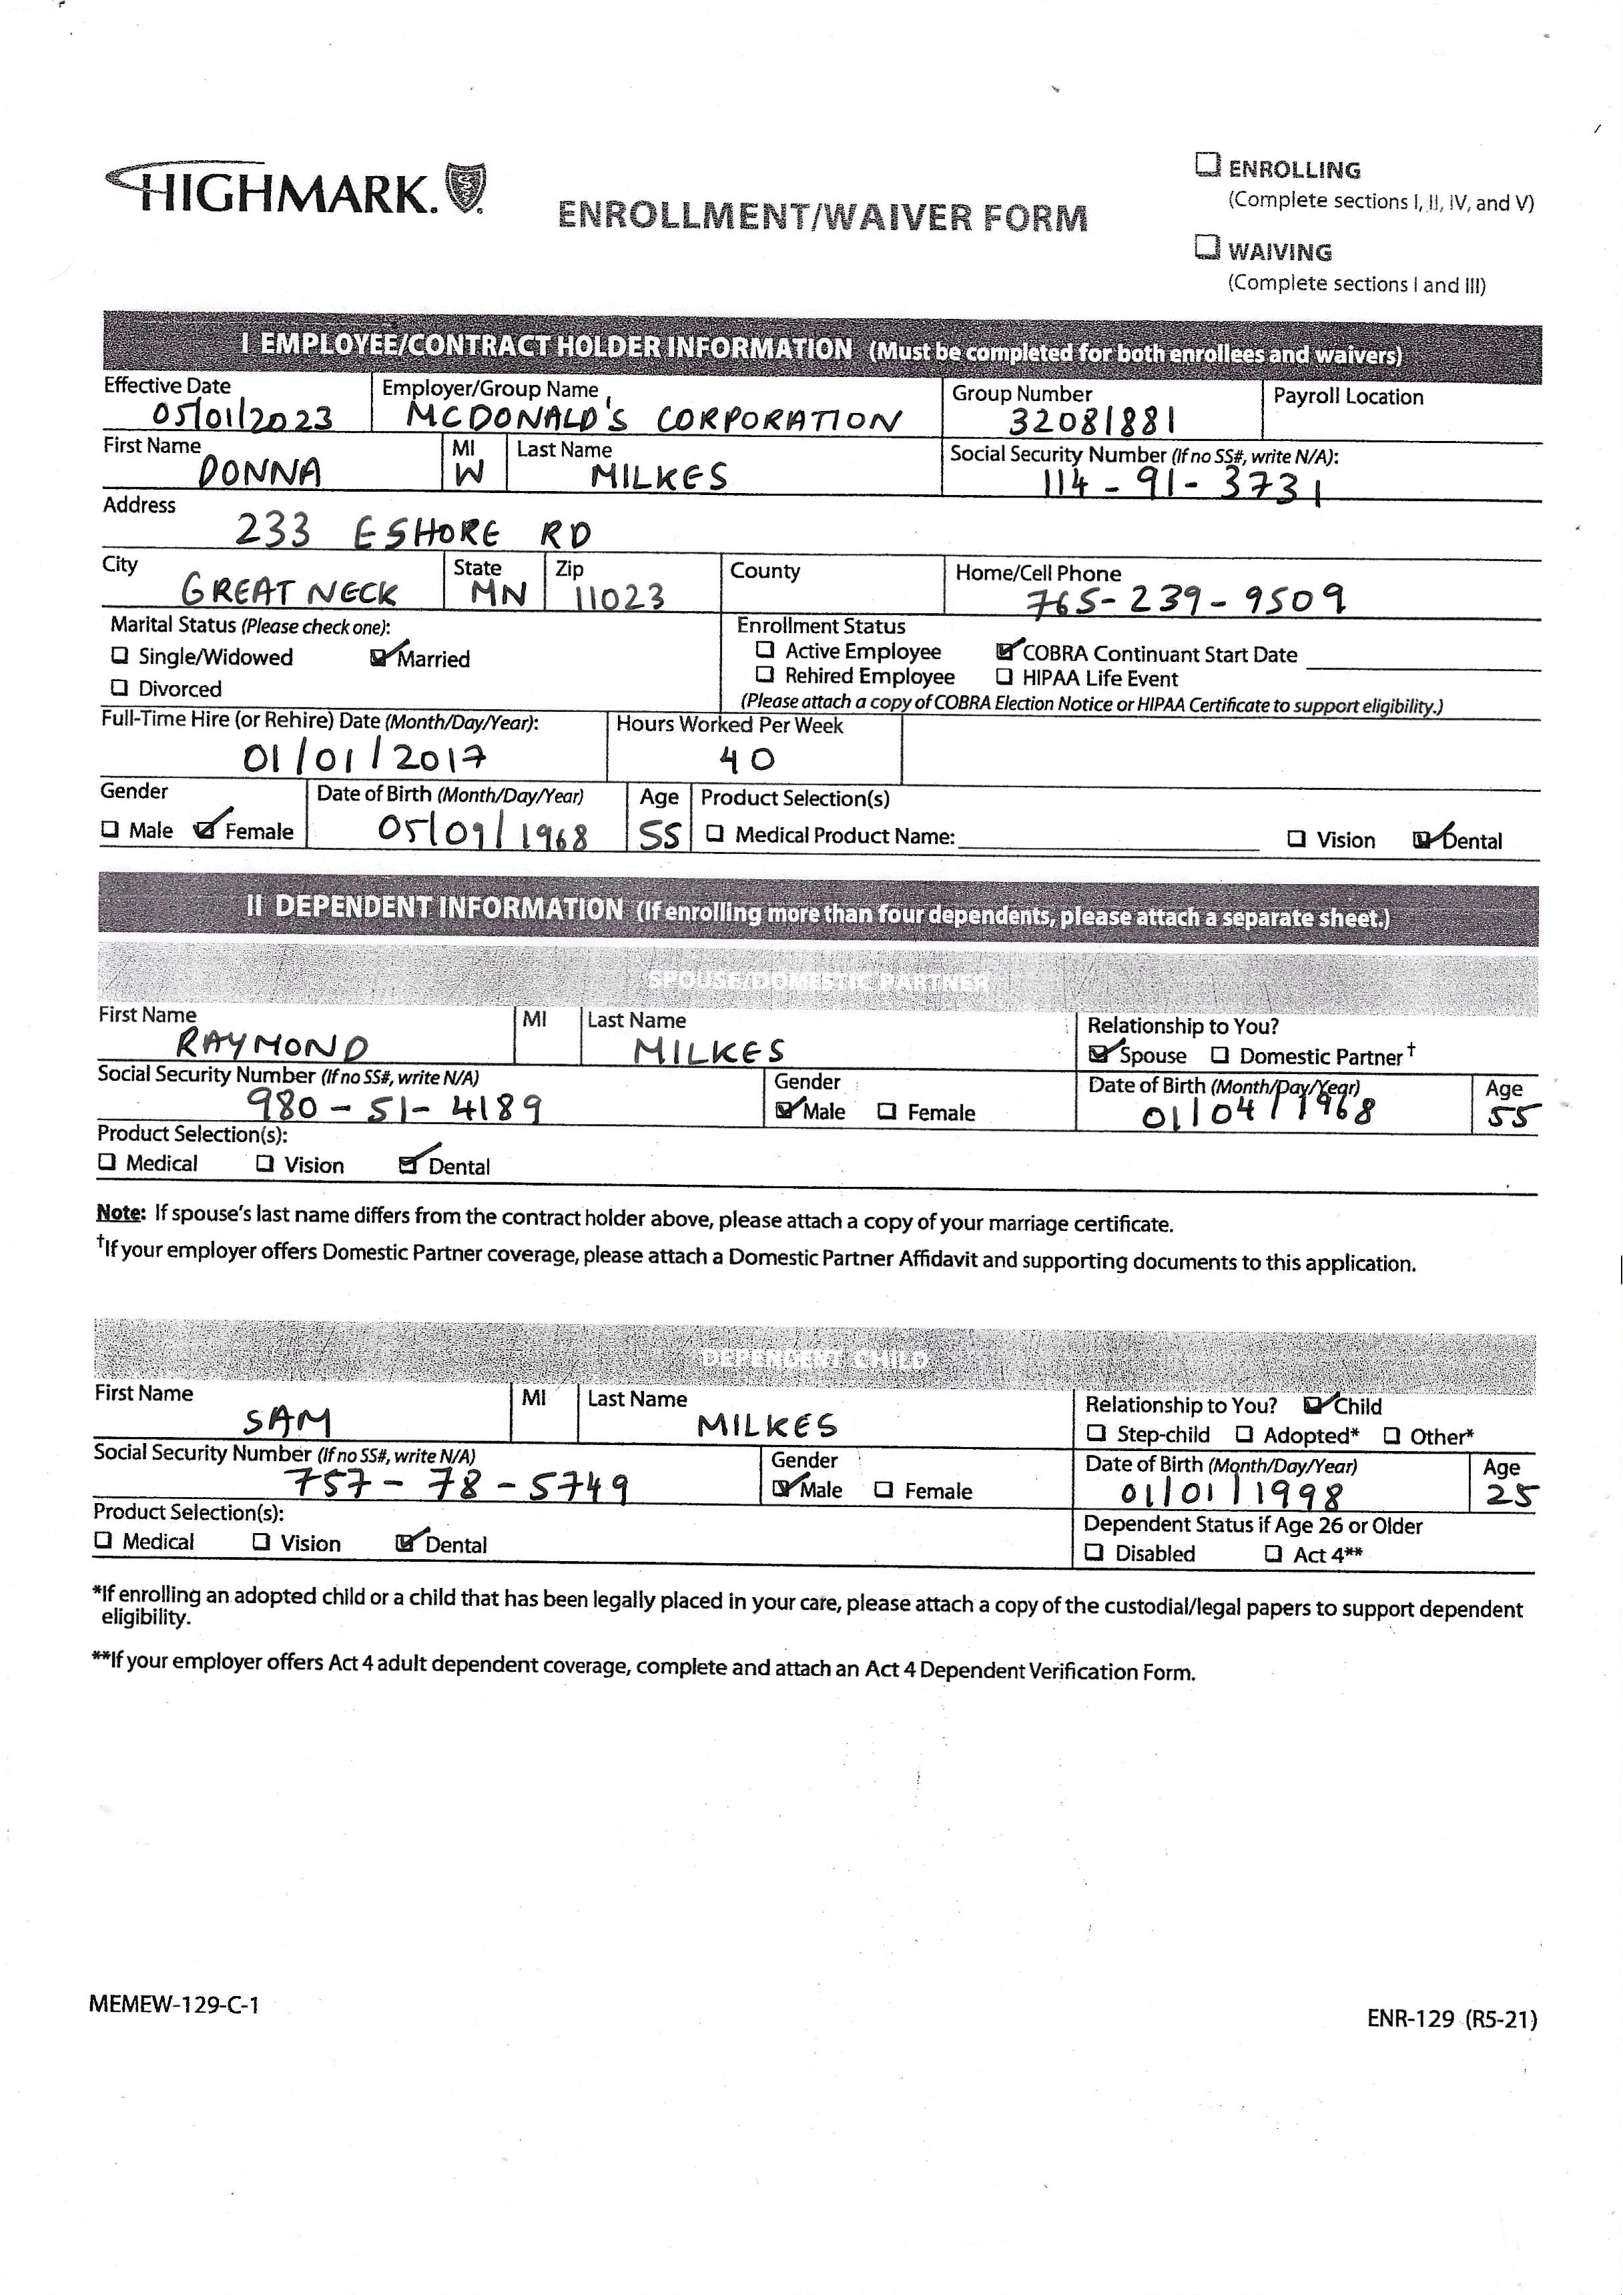 HIGHMARK.
ENROLLMENT/WAIVER FORM
☐ ENROLLING
(Complete sections I, II, IV, and V)
☐ WAIVING
(Complete sections I and III)
I EMPLOYEE/CONTRACT HOLDER INFORMATION (Must be completed for both enrollees and waivers)
Effective Date Employer/Group Name Group Number Payroll Location
05/01/2023 MCDONALD'S CORPORATION 32081881
First Name MI Last Name Social Security Number (If no SS#, write N/A):
DONNA W MILKES 114-91-3731
Address
233 ESHORE RD
City State Zip County Home/Cell Phone
GREAT NECK MN 11023 765-239-9509
Marital Status (Please check one): Enrollment Status
☐ Single/Widowed ☑ Married ☐ Active Employee ☑ COBRA Continuant Start Date
☐ Divorced ☐ Rehired Employee ☐ HIPAA Life Event
(Please attach a copy of COBRA Election Notice or HIPAA Certificate to support eligibility.)
Full-Time Hire (or Rehire) Date (Month/Day/Year): Hours Worked Per Week
01/01/2017 40
Gender Date of Birth (Month/Day/Year) Age Product Selection(s)
☐ Male ☑ Female 05/09/1968 55 ☐ Medical Product Name: ☐ Vision ☑ Dental
II DEPENDENT INFORMATION (If enrolling more than four dependents, please attach a separate sheet.)
SPOUSE/DOMESTIC PARTNER
First Name MI Last Name Relationship to You?
RAYMOND MILKES ☑ Spouse ☐ Domestic Partner†
Social Security Number (If no SS#, write N/A) Gender Date of Birth (Month/Day/Year) Age
980-51-4189 ☑ Male ☐ Female 01/04/1968 55
Product Selection(s):
☐ Medical ☐ Vision ☑ Dental
Note: If spouse's last name differs from the contract holder above, please attach a copy of your marriage certificate.
†If your employer offers Domestic Partner coverage, please attach a Domestic Partner Affidavit and supporting documents to this application.
DEPENDENT CHILD
First Name MI Last Name Relationship to You? ☑ Child
SAM MILKES ☐ Step-child ☐ Adopted* ☐ Other*
Social Security Number (If no SS#, write N/A) Gender Date of Birth (Month/Day/Year) Age
757-78-5749 ☑ Male ☐ Female 01/01/1998 25
Product Selection(s): Dependent Status if Age 26 or Older
☐ Medical ☐ Vision ☑ Dental ☐ Disabled ☐ Act 4**
*If enrolling an adopted child or a child that has been legally placed in your care, please attach a copy of the custodial/legal papers to support dependent
eligibility.
**If your employer offers Act 4 adult dependent coverage, complete and attach an Act 4 Dependent Verification Form.
MEMEW-129-C-1 ENR-129 (R5-21)